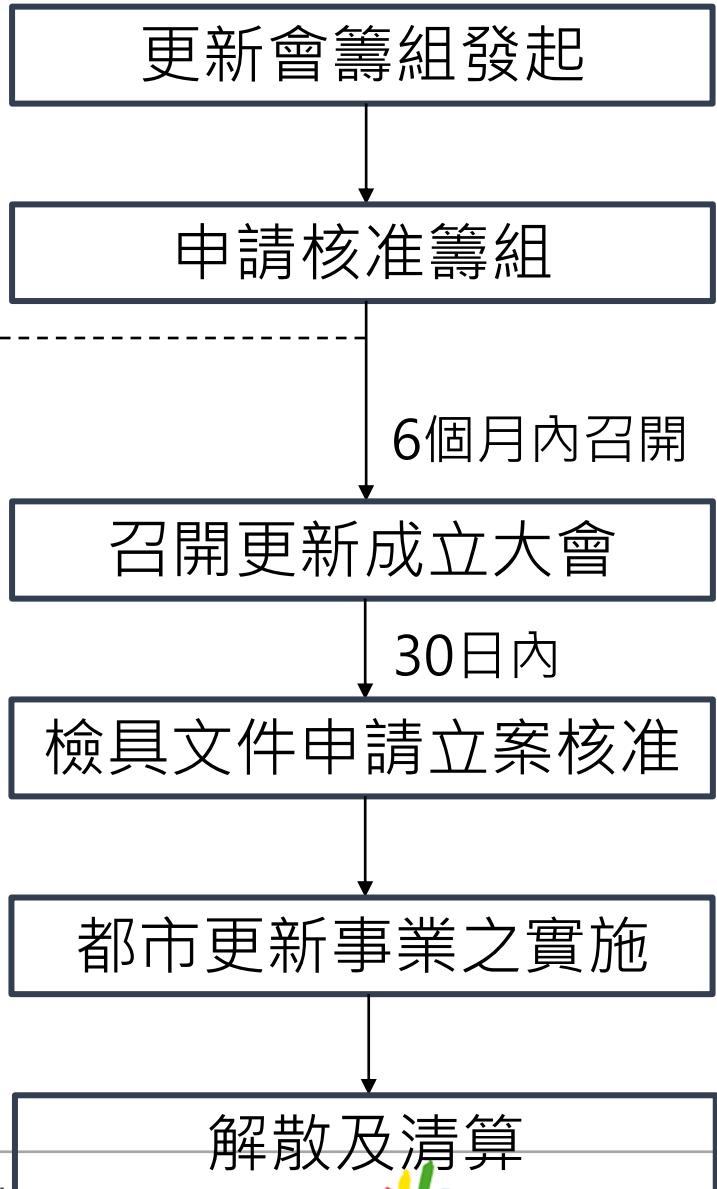 更新會籌組發起
申請核准籌組
6個月內召開
召開更新成立大會
30日內
檢具文件申請立案核准
都市更新事業之實施
解散及清算